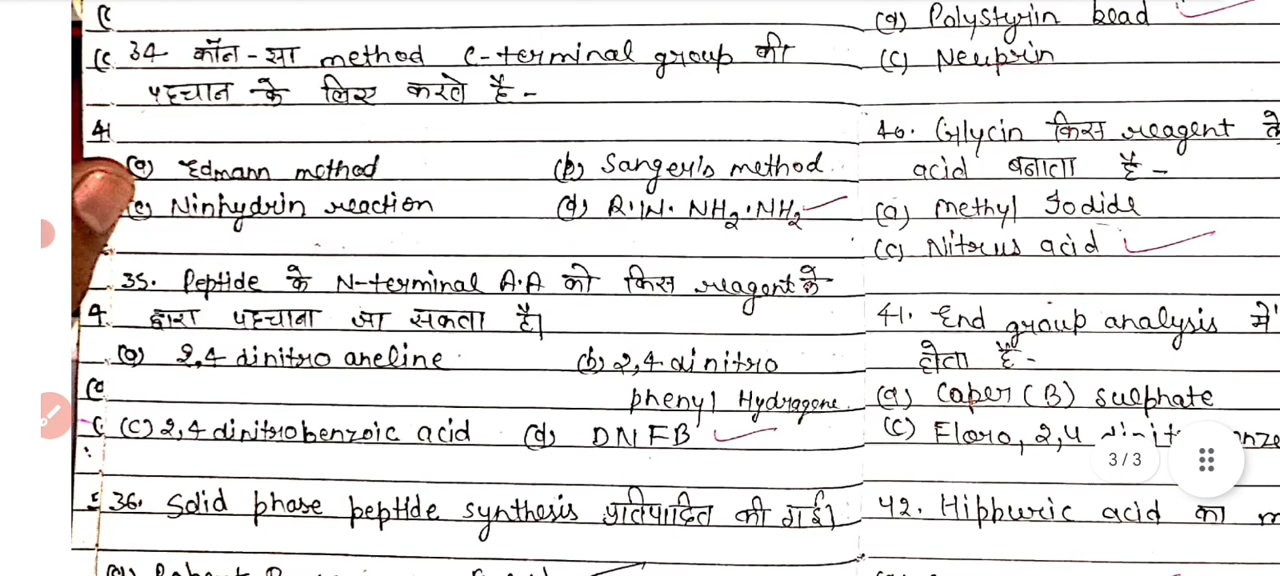 34 कॉन-सा method C-terminal group की
पहचान के लिए करते है -
(a) Edmann method (b) Sanger's method
(c) Ninhydrin reaction (d) R.IN. NH2.NH2
35. Peptide के N-terminal A.A को किस reagent के
द्वारा पहचाना जा सकता है।
(a) 2,4 dinitro aneline (b) 2,4 dinitro
phenyl Hydragene
(c) 2,4 dinitrobenzoic acid (d) DNFB
36. Solid phase peptide synthesis प्रतिपादित की गई।
(a) Polystyrin bead
(c) Neuprin
40. Glycin किस reagent के
acid बनाता है -
(a) Methyl Iodide
(c) Nitrus acid
41. End group analysis में
होता है -
(a) Caper (B) sulphate
(c) Floro, 2,4
3/3
42. Hippuric acid का